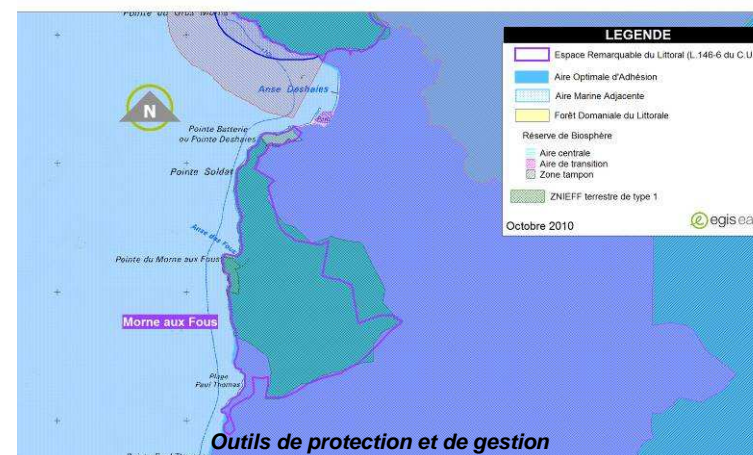 Pointe du Gros Morne
LEGENDE
Espace Remarquable du Littoral (L.146-6 du C.U
Aire Optimale d'Adhésion
Aire Marine Adjacente
Forêt Domaniale du Littorale
Réserve de Biosphère
Aire centrale
Aire de transition
Zone tampon
ZNIEFF terrestre de type 1
Octobre 2010
egis ea
Anse Deshaies
N
Pointe Batterie
ou Pointe Deshaies
Pointe Soldat
Anse des Fous
Pointe du Morne aux Fous
Morne aux Fous
Plage
Paul Thomas
Outils de protection et de gestion